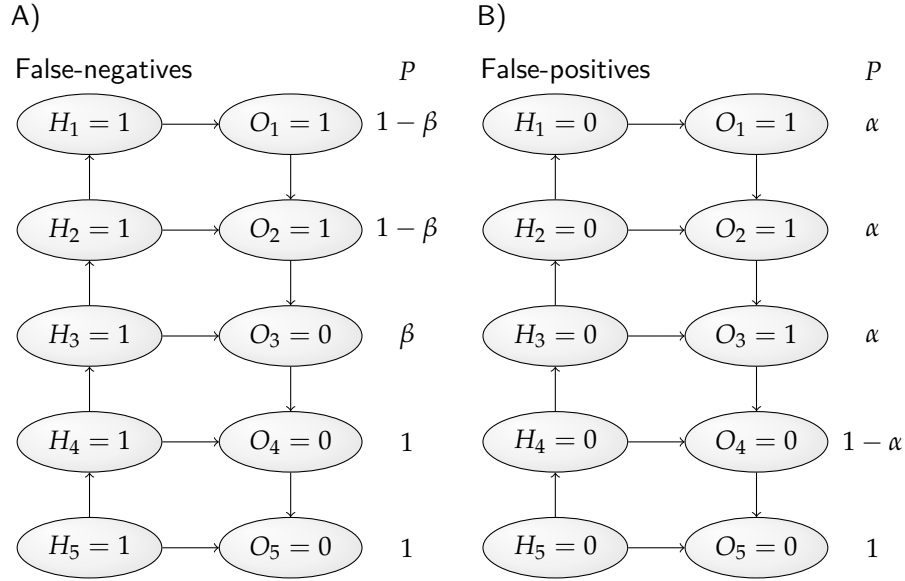 A) B)
False-negatives P False-positives P
H₁ = 1 O₁ = 1 1 − β H₁ = 0 O₁ = 1 α
H₂ = 1 O₂ = 1 1 − β H₂ = 0 O₂ = 1 α
H₃ = 1 O₃ = 0 β H₃ = 0 O₃ = 1 α
H₄ = 1 O₄ = 0 1 H₄ = 0 O₄ = 0 1 − α
H₅ = 1 O₅ = 0 1 H₅ = 0 O₅ = 0 1